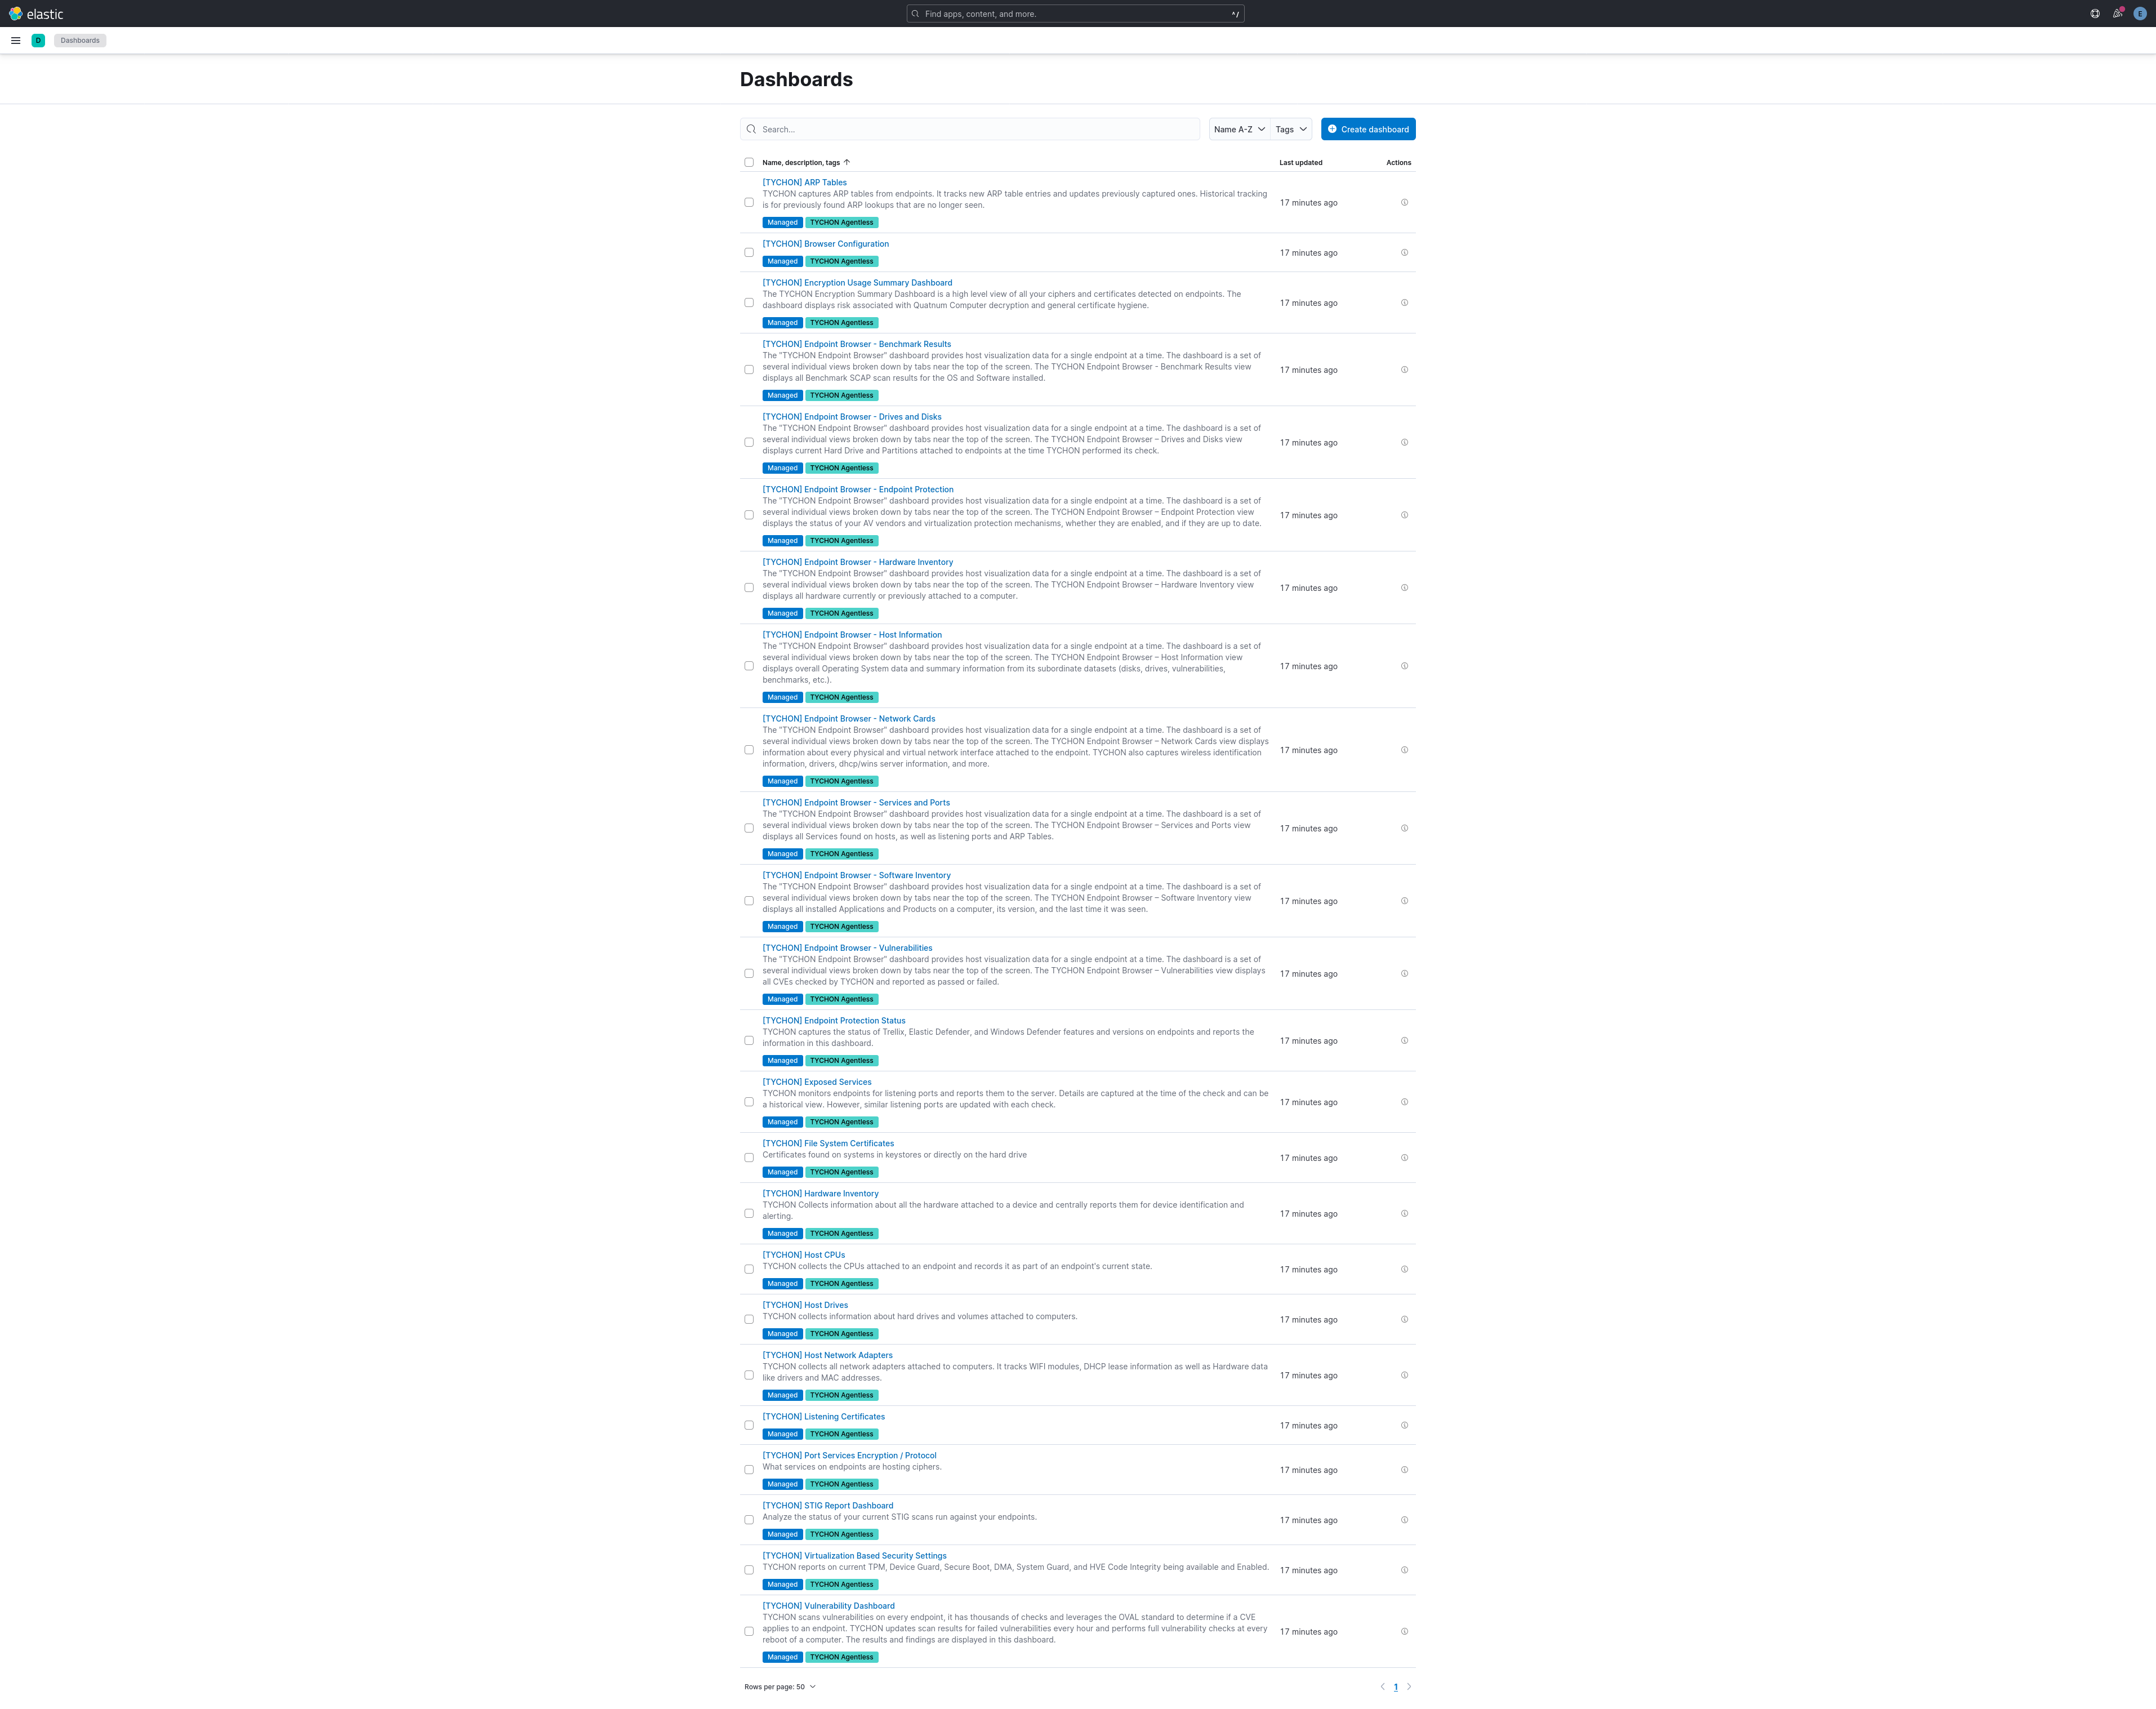 elastic
Find apps, content, and more.
^/
E
D
Dashboards
Dashboards
Search...
Name A-Z
Tags
Create dashboard
Name, description, tags
Last updated
Actions
[TYCHON] ARP Tables
TYCHON captures ARP tables from endpoints. It tracks new ARP table entries and updates previously captured ones. Historical tracking
is for previously found ARP lookups that are no longer seen.
17 minutes ago
Managed TYCHON Agentless
[TYCHON] Browser Configuration
17 minutes ago
Managed TYCHON Agentless
[TYCHON] Encryption Usage Summary Dashboard
The TYCHON Encryption Summary Dashboard is a high level view of all your ciphers and certificates detected on endpoints. The
dashboard displays risk associated with Quatnum Computer decryption and general certificate hygiene.
17 minutes ago
Managed TYCHON Agentless
[TYCHON] Endpoint Browser - Benchmark Results
The "TYCHON Endpoint Browser" dashboard provides host visualization data for a single endpoint at a time. The dashboard is a set of
several individual views broken down by tabs near the top of the screen. The TYCHON Endpoint Browser - Benchmark Results view
displays all Benchmark SCAP scan results for the OS and Software installed.
17 minutes ago
Managed TYCHON Agentless
[TYCHON] Endpoint Browser - Drives and Disks
The "TYCHON Endpoint Browser" dashboard provides host visualization data for a single endpoint at a time. The dashboard is a set of
several individual views broken down by tabs near the top of the screen. The TYCHON Endpoint Browser – Drives and Disks view
displays current Hard Drive and Partitions attached to endpoints at the time TYCHON performed its check.
17 minutes ago
Managed TYCHON Agentless
[TYCHON] Endpoint Browser - Endpoint Protection
The "TYCHON Endpoint Browser" dashboard provides host visualization data for a single endpoint at a time. The dashboard is a set of
several individual views broken down by tabs near the top of the screen. The TYCHON Endpoint Browser – Endpoint Protection view
displays the status of your AV vendors and virtualization protection mechanisms, whether they are enabled, and if they are up to date.
17 minutes ago
Managed TYCHON Agentless
[TYCHON] Endpoint Browser - Hardware Inventory
The "TYCHON Endpoint Browser" dashboard provides host visualization data for a single endpoint at a time. The dashboard is a set of
several individual views broken down by tabs near the top of the screen. The TYCHON Endpoint Browser – Hardware Inventory view
displays all hardware currently or previously attached to a computer.
17 minutes ago
Managed TYCHON Agentless
[TYCHON] Endpoint Browser - Host Information
The "TYCHON Endpoint Browser" dashboard provides host visualization data for a single endpoint at a time. The dashboard is a set of
several individual views broken down by tabs near the top of the screen. The TYCHON Endpoint Browser – Host Information view
displays overall Operating System data and summary information from its subordinate datasets (disks, drives, vulnerabilities,
benchmarks, etc.).
17 minutes ago
Managed TYCHON Agentless
[TYCHON] Endpoint Browser - Network Cards
The "TYCHON Endpoint Browser" dashboard provides host visualization data for a single endpoint at a time. The dashboard is a set of
several individual views broken down by tabs near the top of the screen. The TYCHON Endpoint Browser – Network Cards view displays
information about every physical and virtual network interface attached to the endpoint. TYCHON also captures wireless identification
information, drivers, dhcp/wins server information, and more.
17 minutes ago
Managed TYCHON Agentless
[TYCHON] Endpoint Browser - Services and Ports
The "TYCHON Endpoint Browser" dashboard provides host visualization data for a single endpoint at a time. The dashboard is a set of
several individual views broken down by tabs near the top of the screen. The TYCHON Endpoint Browser – Services and Ports view
displays all Services found on hosts, as well as listening ports and ARP Tables.
17 minutes ago
Managed TYCHON Agentless
[TYCHON] Endpoint Browser - Software Inventory
The "TYCHON Endpoint Browser" dashboard provides host visualization data for a single endpoint at a time. The dashboard is a set of
several individual views broken down by tabs near the top of the screen. The TYCHON Endpoint Browser – Software Inventory view
displays all installed Applications and Products on a computer, its version, and the last time it was seen.
17 minutes ago
Managed TYCHON Agentless
[TYCHON] Endpoint Browser - Vulnerabilities
The "TYCHON Endpoint Browser" dashboard provides host visualization data for a single endpoint at a time. The dashboard is a set of
several individual views broken down by tabs near the top of the screen. The TYCHON Endpoint Browser – Vulnerabilities view displays
all CVEs checked by TYCHON and reported as passed or failed.
17 minutes ago
Managed TYCHON Agentless
[TYCHON] Endpoint Protection Status
TYCHON captures the status of Trellix, Elastic Defender, and Windows Defender features and versions on endpoints and reports the
information in this dashboard.
17 minutes ago
Managed TYCHON Agentless
[TYCHON] Exposed Services
TYCHON monitors endpoints for listening ports and reports them to the server. Details are captured at the time of the check and can be
a historical view. However, similar listening ports are updated with each check.
17 minutes ago
Managed TYCHON Agentless
[TYCHON] File System Certificates
Certificates found on systems in keystores or directly on the hard drive
17 minutes ago
Managed TYCHON Agentless
[TYCHON] Hardware Inventory
TYCHON Collects information about all the hardware attached to a device and centrally reports them for device identification and
alerting.
17 minutes ago
Managed TYCHON Agentless
[TYCHON] Host CPUs
TYCHON collects the CPUs attached to an endpoint and records it as part of an endpoint's current state.
17 minutes ago
Managed TYCHON Agentless
[TYCHON] Host Drives
TYCHON collects information about hard drives and volumes attached to computers.
17 minutes ago
Managed TYCHON Agentless
[TYCHON] Host Network Adapters
TYCHON collects all network adapters attached to computers. It tracks WIFI modules, DHCP lease information as well as Hardware data
like drivers and MAC addresses.
17 minutes ago
Managed TYCHON Agentless
[TYCHON] Listening Certificates
17 minutes ago
Managed TYCHON Agentless
[TYCHON] Port Services Encryption / Protocol
What services on endpoints are hosting ciphers.
17 minutes ago
Managed TYCHON Agentless
[TYCHON] STIG Report Dashboard
Analyze the status of your current STIG scans run against your endpoints.
17 minutes ago
Managed TYCHON Agentless
[TYCHON] Virtualization Based Security Settings
TYCHON reports on current TPM, Device Guard, Secure Boot, DMA, System Guard, and HVE Code Integrity being available and Enabled.
17 minutes ago
Managed TYCHON Agentless
[TYCHON] Vulnerability Dashboard
TYCHON scans vulnerabilities on every endpoint, it has thousands of checks and leverages the OVAL standard to determine if a CVE
applies to an endpoint. TYCHON updates scan results for failed vulnerabilities every hour and performs full vulnerability checks at every
reboot of a computer. The results and findings are displayed in this dashboard.
17 minutes ago
Managed TYCHON Agentless
Rows per page: 50
1